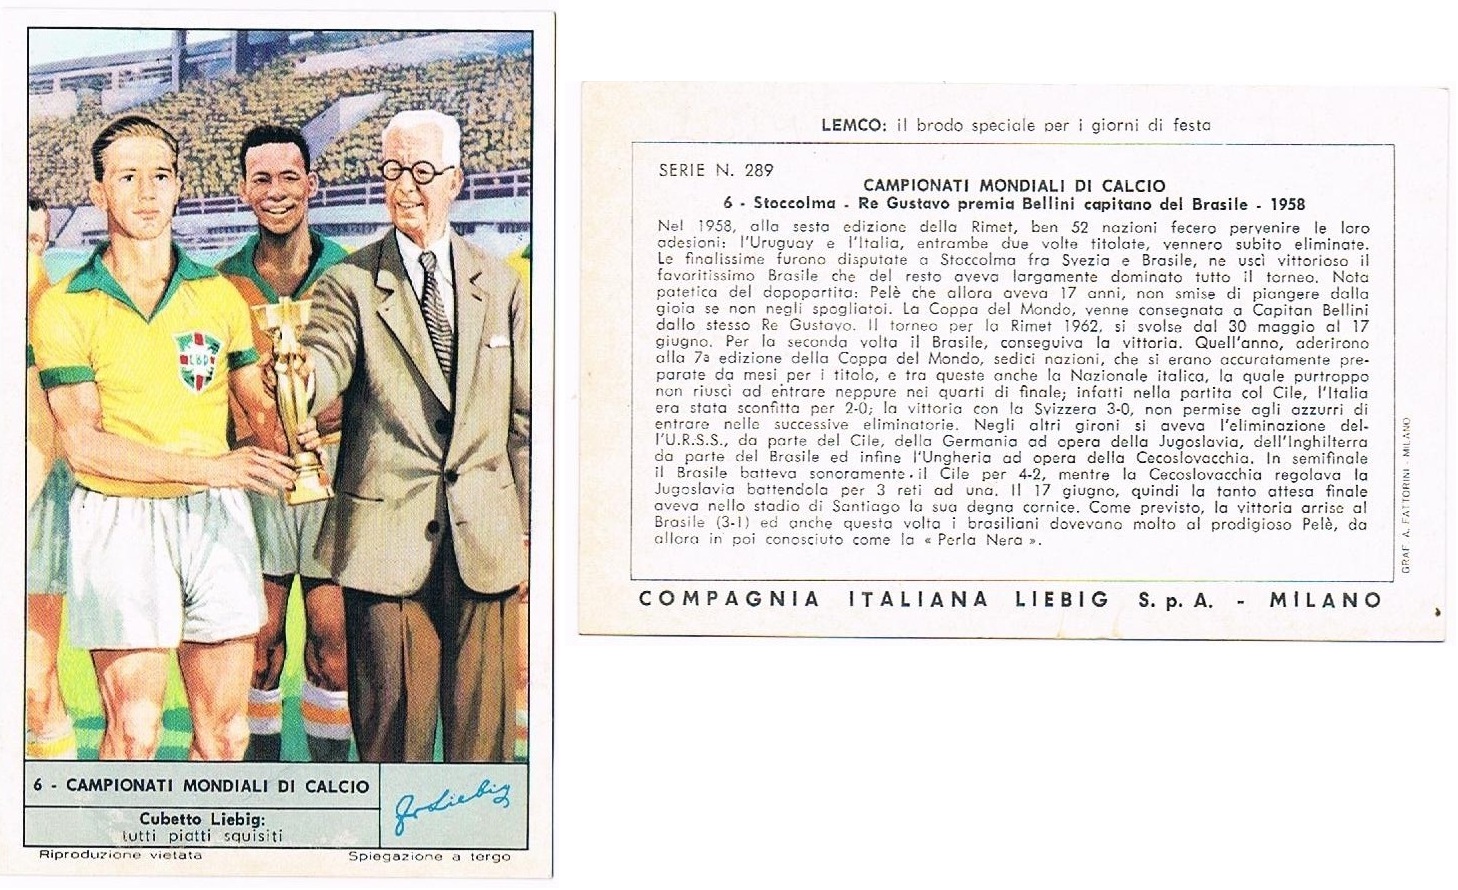 CBD
6 - CAMPIONATI MONDIALI DI CALCIO
Cubetto Liebig:
tutti piatti squisiti
JvLiebig
Riproduzione vietata
Spiegazione a tergo
LEMCO: il brodo speciale per i giorni di festa
SERIE N. 289
CAMPIONATI MONDIALI DI CALCIO
6 - Stoccolma - Re Gustavo premia Bellini capitano del Brasile - 1958
Nel 1958, alla sesta edizione della Rimet, ben 52 nazioni fecero pervenire le loro
adesioni: l'Uruguay e l'Italia, entrambe due volte titolate, vennero subito eliminate.
Le finalissime furono disputate a Stoccolma fra Svezia e Brasile, ne uscì vittorioso il
favoritissimo Brasile che del resto aveva largamente dominato tutto il torneo. Nota
patetica del dopopartita: Pelè che allora aveva 17 anni, non smise di piangere dalla
gioia se non negli spogliatoi. La Coppa del Mondo, venne consegnata a Capitan Bellini
dallo stesso Re Gustavo. Il torneo per la Rimet 1962, si svolse dal 30 maggio al 17
giugno. Per la seconda volta il Brasile, conseguiva la vittoria. Quell'anno, aderirono
alla 7ª edizione della Coppa del Mondo, sedici nazioni, che si erano accuratamente pre-
parate da mesi per i titolo, e tra queste anche la Nazionale italica, la quale purtroppo
non riuscì ad entrare neppure nei quarti di finale; infatti nella partita col Cile, l'Italia
era stata sconfitta per 2-0; la vittoria con la Svizzera 3-0, non permise agli azzurri di
entrare nelle successive eliminatorie. Negli altri gironi si aveva l'eliminazione del-
l'U.R.S.S., da parte del Cile, della Germania ad opera della Jugoslavia, dell'Inghilterra
da parte del Brasile ed infine l'Ungheria ad opera della Cecoslovacchia. In semifinale
il Brasile batteva sonoramente il Cile per 4-2, mentre la Cecoslovacchia regolava la
Jugoslavia battendola per 3 reti ad una. Il 17 giugno, quindi la tanto attesa finale
aveva nello stadio di Santiago la sua degna cornice. Come previsto, la vittoria arrise al
Brasile (3-1) ed anche questa volta i brasiliani dovevano molto al prodigioso Pelè, da
allora in poi conosciuto come la « Perla Nera ».
GRAF. A. FATTORINI - MILANO
COMPAGNIA ITALIANA LIEBIG S.p.A. - MILANO